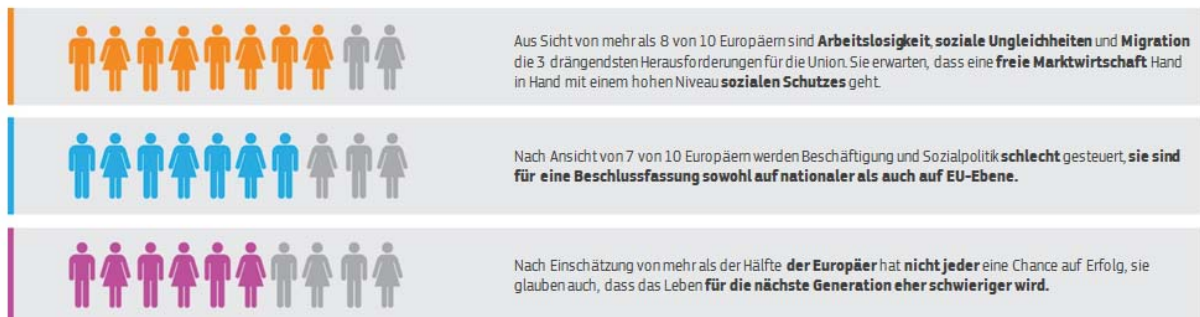 Aus Sicht von mehr als 8 von 10 Europäern sind Arbeitslosigkeit, soziale Ungleichheiten und Migration
die 3 drängendsten Herausforderungen für die Union. Sie erwarten, dass eine freie Marktwirtschaft Hand
in Hand mit einem hohen Niveau sozialen Schutzes geht.
Nach Ansicht von 7 von 10 Europäern werden Beschäftigung und Sozialpolitik schlecht gesteuert, sie sind
für eine Beschlussfassung sowohl auf nationaler als auch auf EU-Ebene.
Nach Einschätzung von mehr als der Hälfte der Europäer hat nicht jeder eine Chance auf Erfolg, sie
glauben auch, dass das Leben für die nächste Generation eher schwieriger wird.